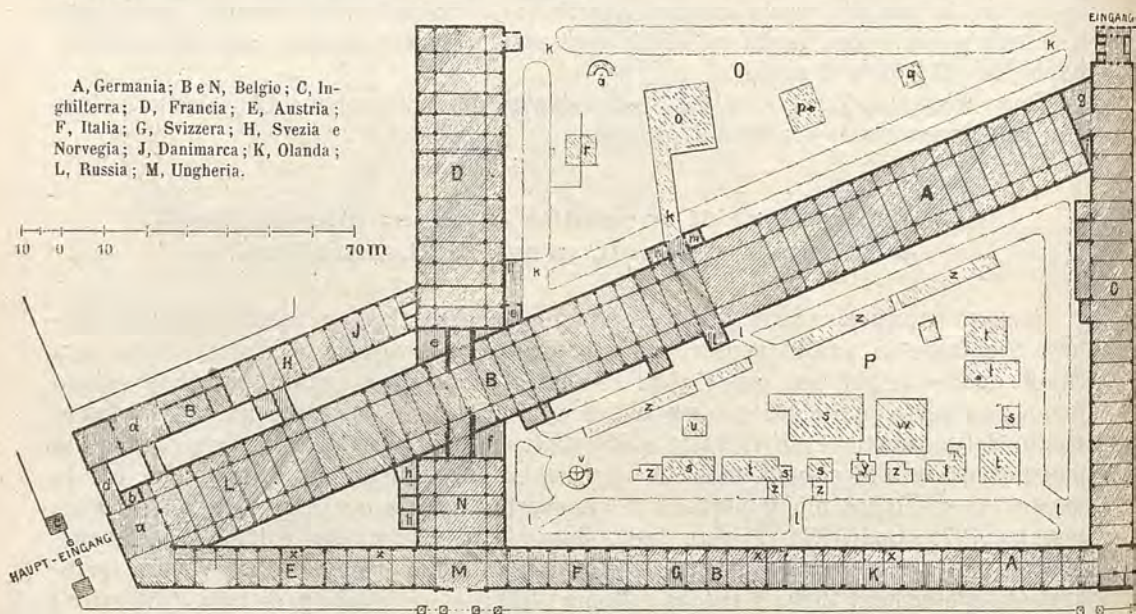 A, Germania; B e N, Belgio; C, In-
ghilterra; D, Francia; E, Austria;
F, Italia; G, Svizzera; H, Svezia e
Norvegia; J, Danimarca; K, Olanda;
L, Russia; M, Ungheria.
10 0 10 70 m
EINGANG
k O k
a q
o p
r
D g
A
k
m m
k
C
z
J e z l l t
H e P
B l t
B z s w s
a f u
L v z s t s s y z t t
d z z
b h N
a l l l
c h
HAUPT-EINGANG
x x x x A
E M F G B K